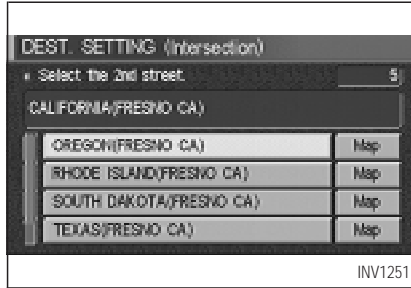 DEST. SETTING (Intersection)
Select the 2nd street. 5
CALIFORNIA(FRESNO CA)
OREGON(FRESNO CA) Map
RHODE ISLAND(FRESNO CA) Map
SOUTH DAKOTA(FRESNO CA) Map
TEXAS(FRESNO CA) Map
INV1251